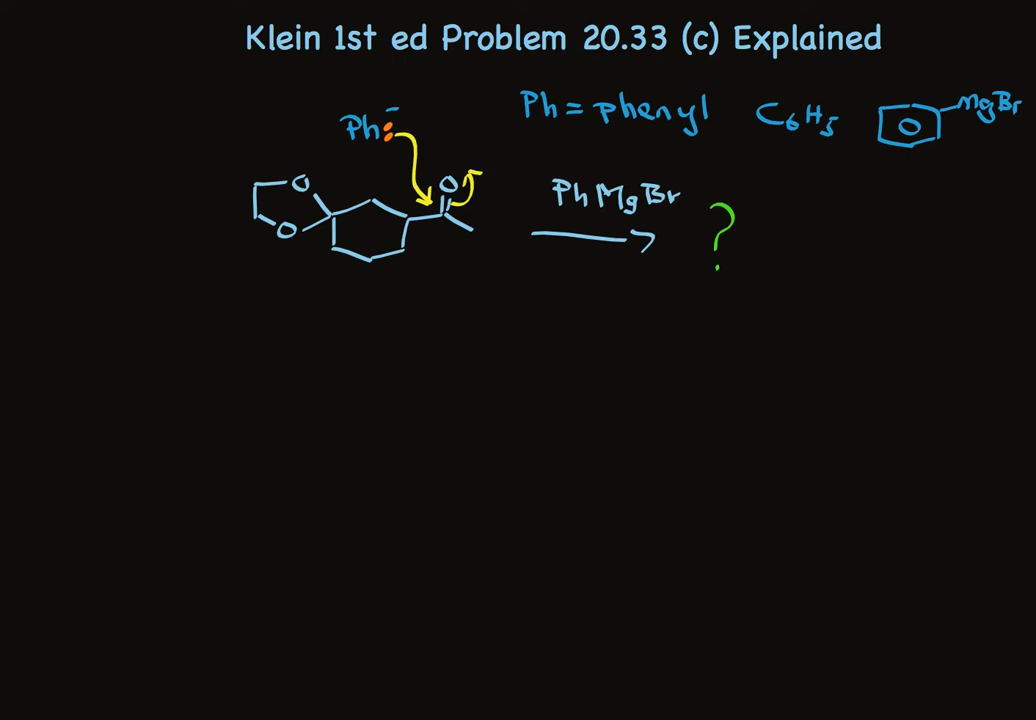 Klein 1st ed Problem 20.33 (c) Explained
Ph = phenyl C6H5 MgBr
Ph:⁻
O O
O
PhMgBr
?